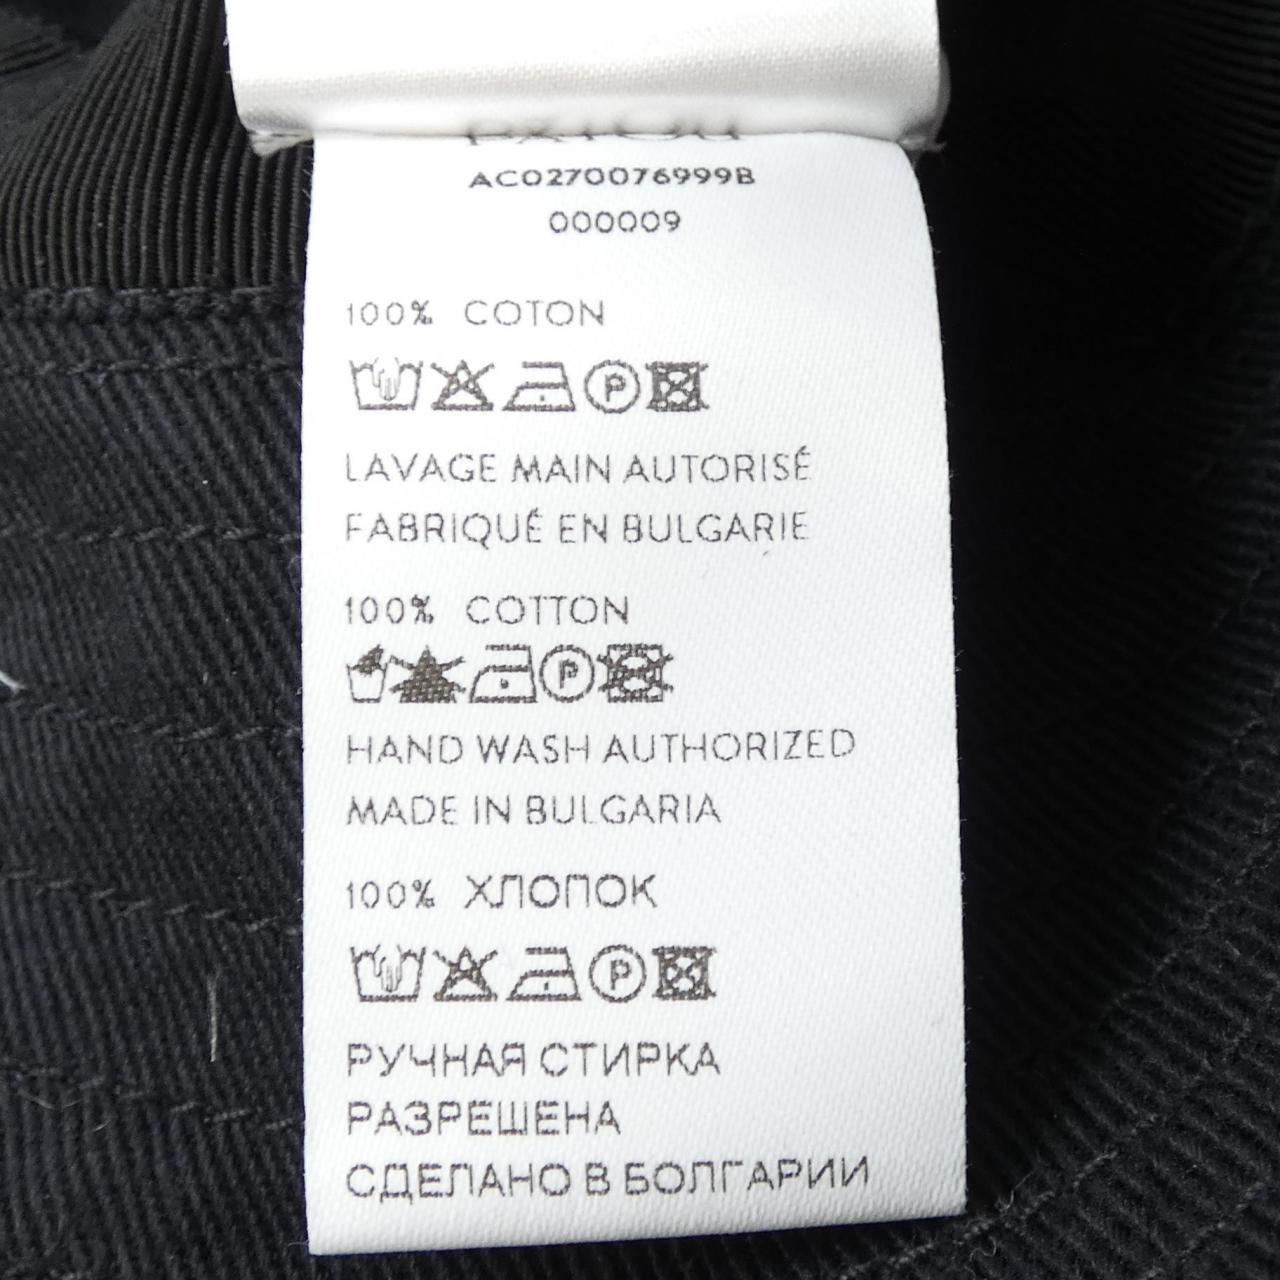 AC0270076999B
000009
100% COTON
LAVAGE MAIN AUTORISÉ
FABRIQUÉ EN BULGARIE
100% COTTON
HAND WASH AUTHORIZED
MADE IN BULGARIA
100% ХЛОПОК
РУЧНАЯ СТИРКА
РАЗРЕШЕНА
СДЕЛАНО В БОЛГАРИИ